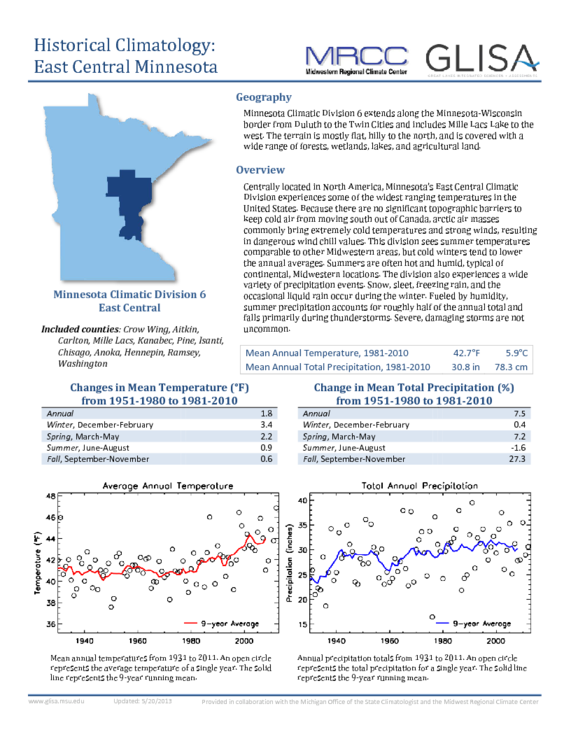 Historical Climatology:
East Central Minnesota
MRCC
Midwestern Regional Climate Center
GLISA
Geography
Minnesota Climatic Division 6 extends along the Minnesota-Wisconsin
border from Duluth to the Twin Cities and includes Mille Lacs Lake to the
west. The terrain is mostly flat, hilly to the north, and is covered with a
wide range of forests, wetlands, lakes, and agricultural land.
Overview
Centrally located in North America, Minnesota's East Central Climatic
Division experiences some of the widest ranging temperatures in the
United States. Because there are no significant topographic barriers to
keep cold air from moving south out of Canada, arctic air masses
commonly bring extremely cold temperatures and strong winds, resulting
in dangerous wind chill values. This division sees summer temperatures
comparable to other Midwestern areas, but cold winters tend to lower
the annual averages. Summers are often hot and humid, typical of
continental, Midwestern locations. The division also experiences a wide
variety of precipitation events. Snow, sleet, freezing rain, and the
occasional liquid rain occur during the winter. Fueled by humidity,
summer precipitation accounts for roughly half of the annual total and
falls primarily during thunderstorms. Severe, damaging storms are not
uncommon.
Minnesota Climatic Division 6
East Central
Included counties: Crow Wing, Aitkin,
Carlton, Mille Lacs, Kanabec, Pine, Isanti,
Chisago, Anoka, Hennepin, Ramsey,
Washington
Mean Annual Temperature, 1981-2010 42.7°F 5.9°C
Mean Annual Total Precipitation, 1981-2010 30.8 in 78.3 cm
Changes in Mean Temperature (°F)
from 1951-1980 to 1981-2010
Annual 1.8
Winter, December-February 3.4
Spring, March-May 2.2
Summer, June-August 0.9
Fall, September-November 0.6
Change in Mean Total Precipitation (%)
from 1951-1980 to 1981-2010
Annual 7.5
Winter, December-February 0.4
Spring, March-May 7.2
Summer, June-August -1.6
Fall, September-November 27.3
Average Annual Temperature
Temperature (°F)
48
46
44
42
40
38
36
1940 1960 1980 2000
9-year Average
Total Annual Precipitation
Precipitation (inches)
40
35
30
25
20
15
1940 1960 1980 2000
9-year Average
Mean annual temperatures from 1931 to 2011. An open circle
represents the average temperature of a single year. The solid
line represents the 9-year running mean.
Annual precipitation totals from 1931 to 2011. An open circle
represents the total precipitation for a single year. The solid line
represents the 9-year running mean.
www.glisa.msu.edu Updated: 5/20/2013 Provided in collaboration with the Michigan Office of the State Climatologist and the Midwest Regional Climate Center